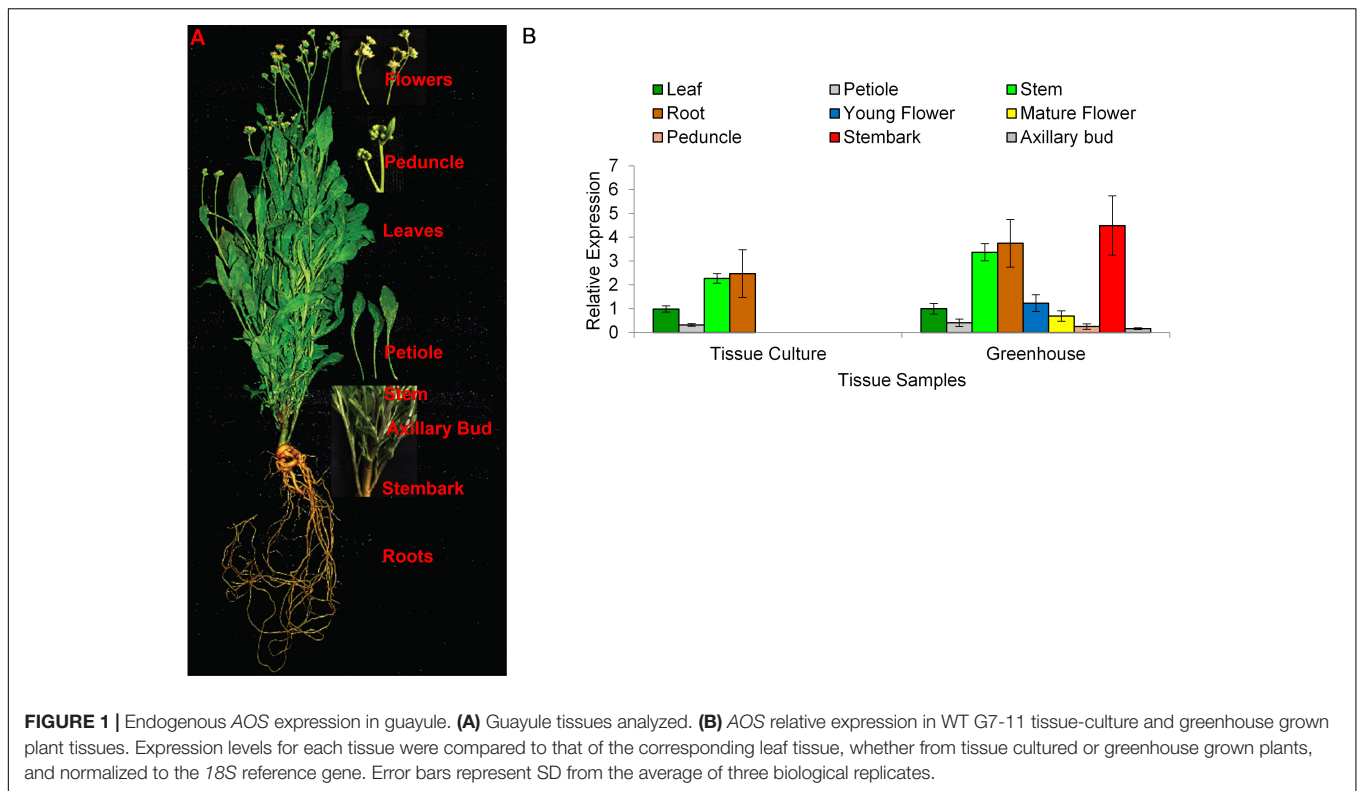 A
Flowers
Peduncle
Leaves
Petiole
Stem
Axillary Bud
Stembark
Roots
B
Leaf Petiole Stem
Root Young Flower Mature Flower
Peduncle Stembark Axillary bud
Relative Expression
7
6
5
4
3
2
1
0
Tissue Culture Greenhouse
Tissue Samples
FIGURE 1 | Endogenous AOS expression in guayule. (A) Guayule tissues analyzed. (B) AOS relative expression in WT G7-11 tissue-culture and greenhouse grown
plant tissues. Expression levels for each tissue were compared to that of the corresponding leaf tissue, whether from tissue cultured or greenhouse grown plants,
and normalized to the 18S reference gene. Error bars represent SD from the average of three biological replicates.